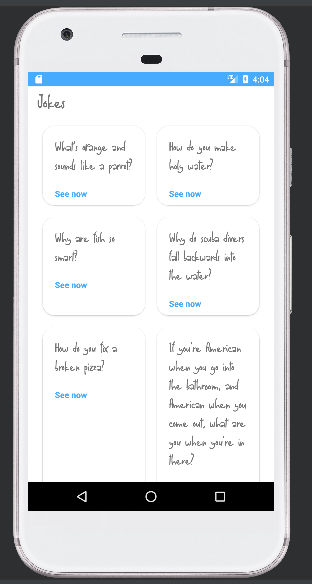 4:04
Jokes
What's orange and
sounds like a parrot?
See now
How do you make
holy water?
See now
Why are fish so
smart?
See now
Why do scuba divers
fall backwards into
the water?
See now
How do you fix a
broken pizza?
See now
If you're American
when you go into
the bathroom, and
American when you
come out, what are
you when you're in
there?